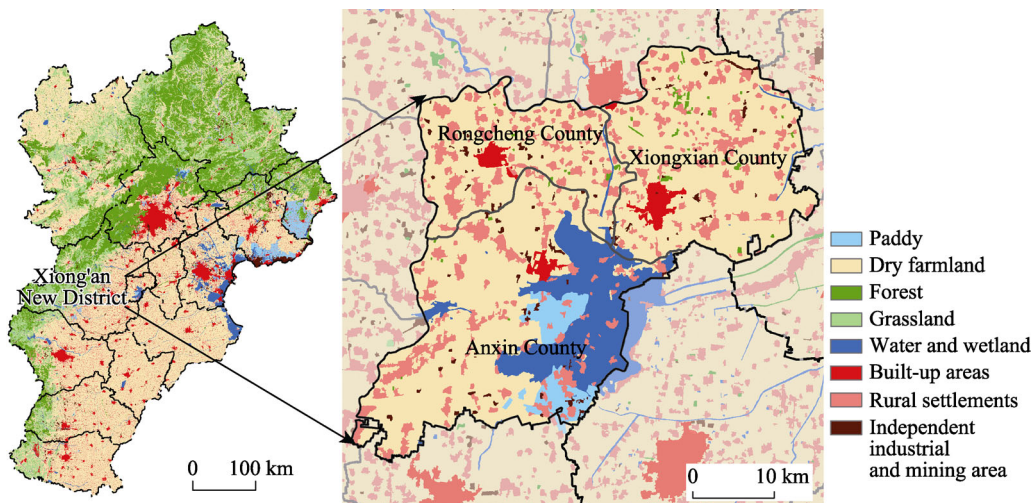 Xiong'an
New District
0 100 km
Rongcheng County
Xiongxian County
Anxin County
0 10 km
Paddy
Dry farmland
Forest
Grassland
Water and wetland
Built-up areas
Rural settlements
Independent
industrial
and mining area